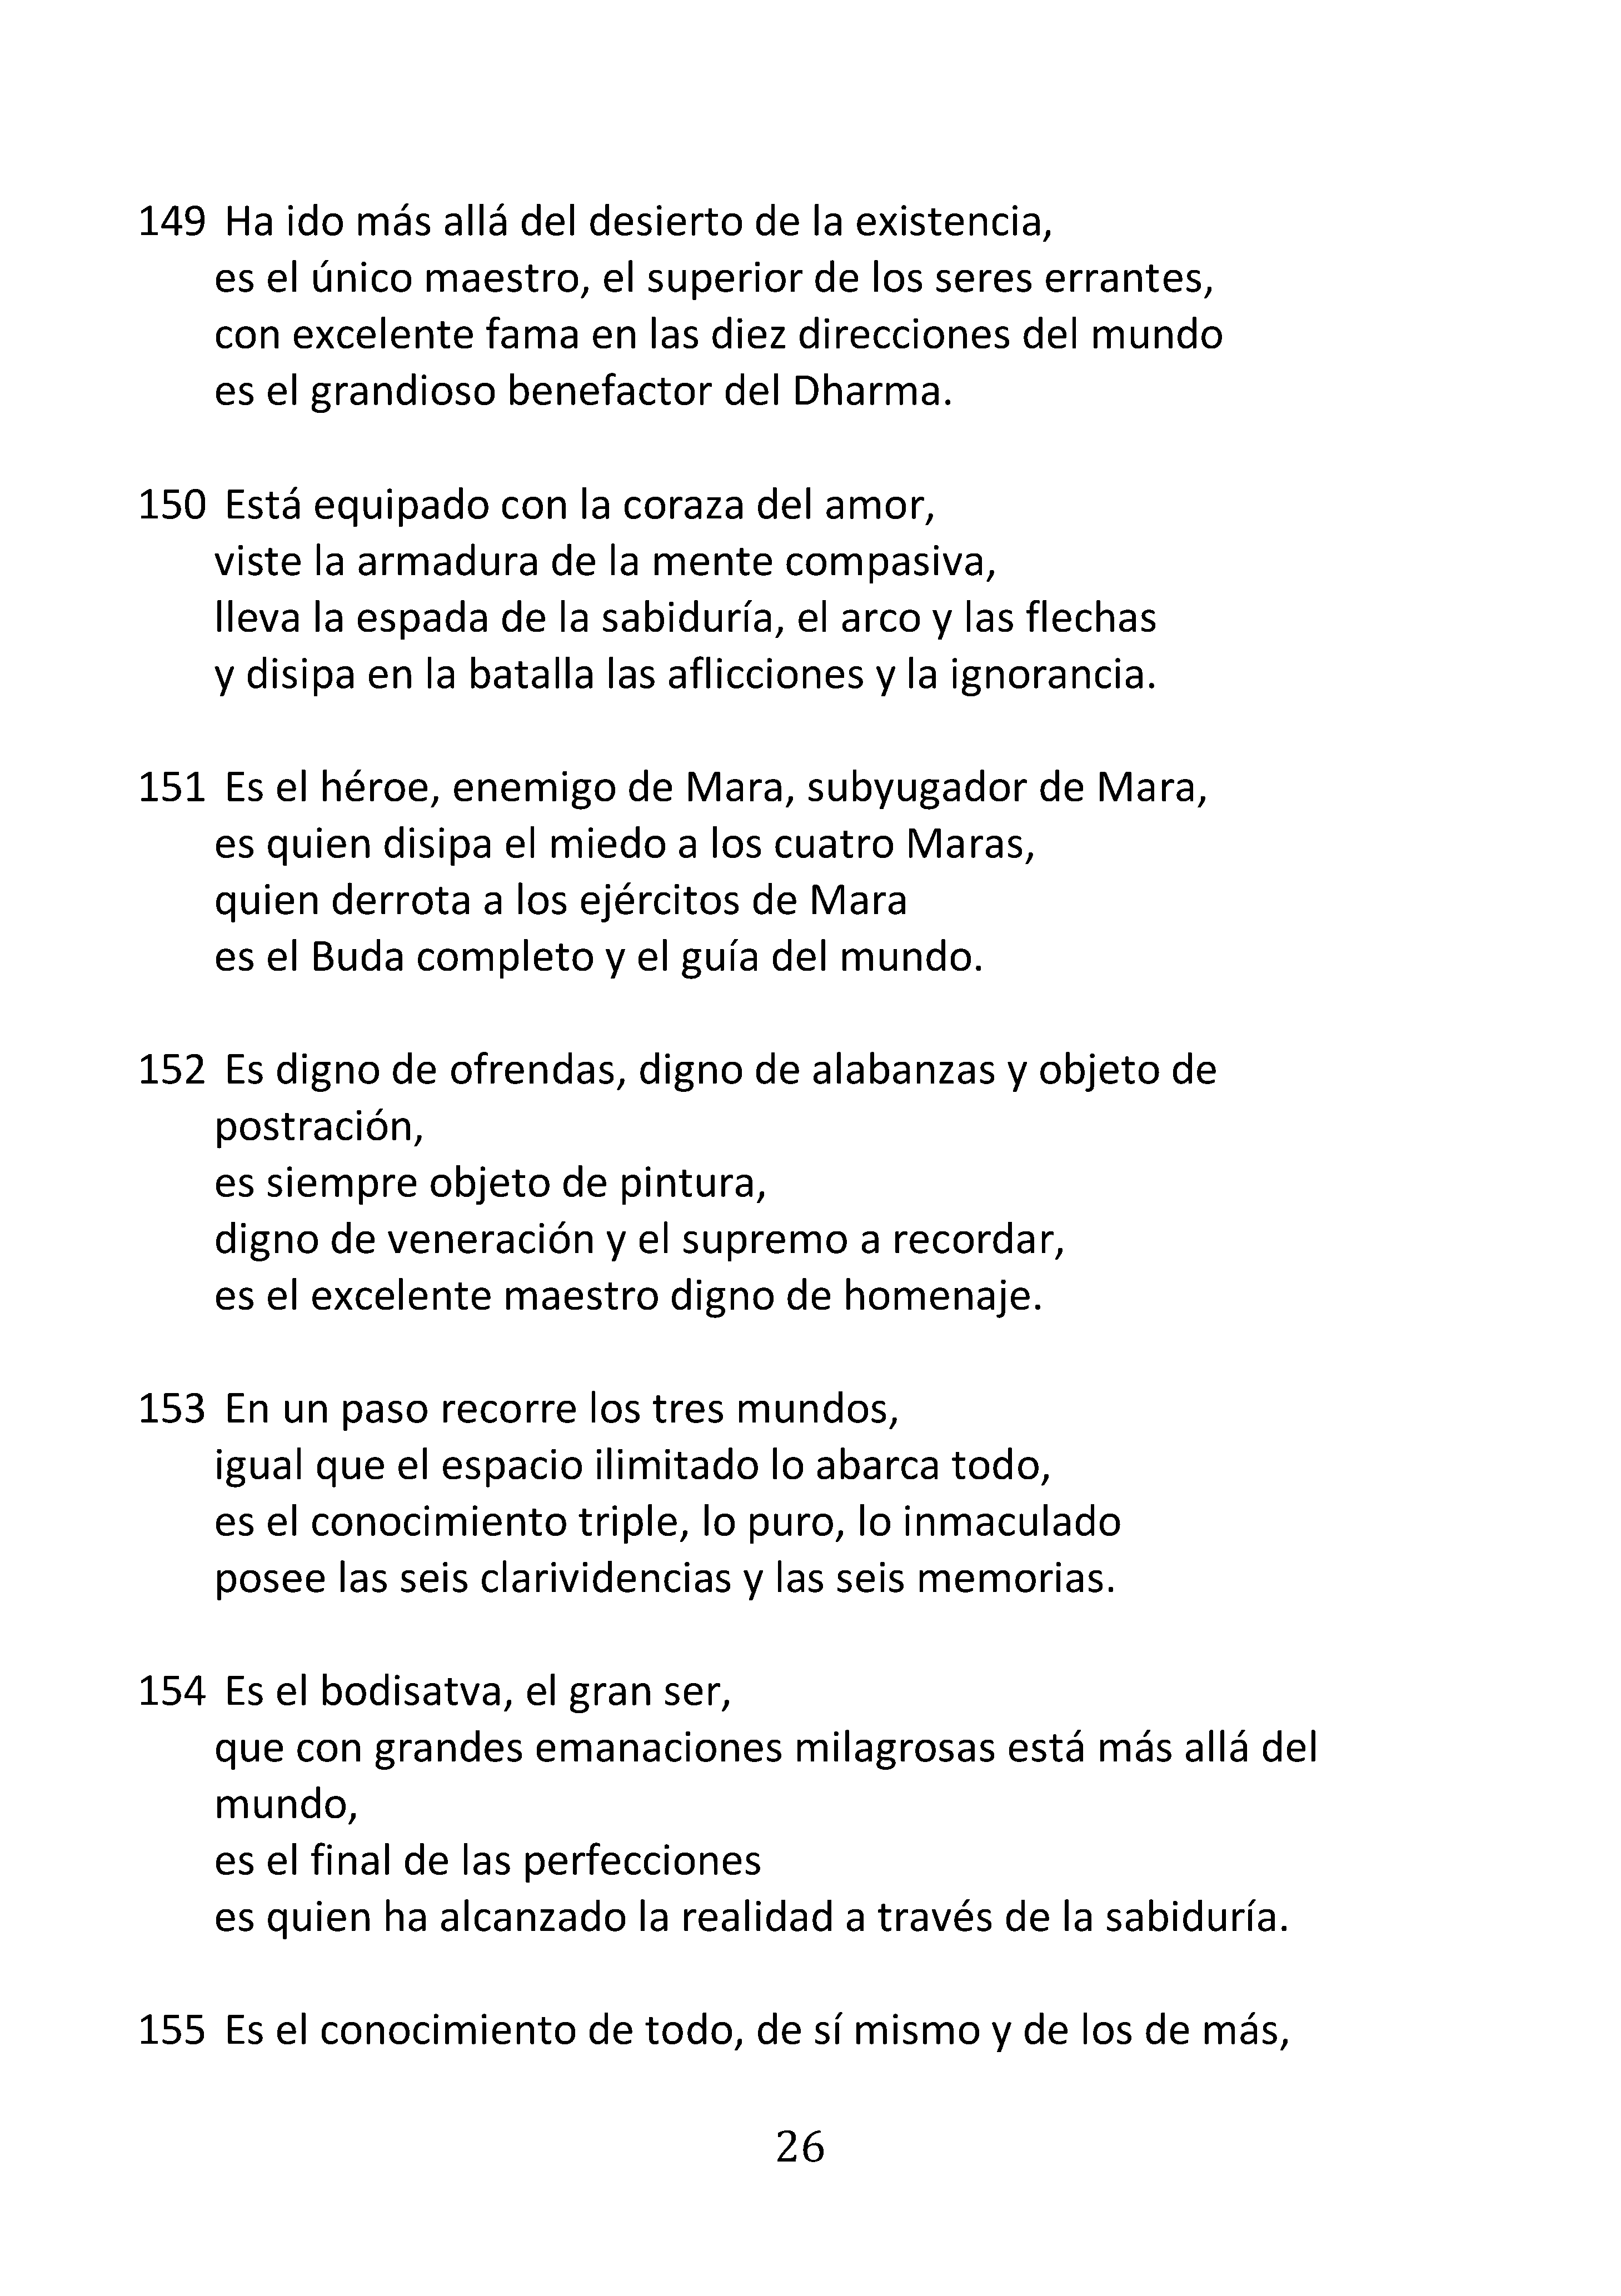 149 Ha ido más allá del desierto de la existencia,
es el único maestro, el superior de los seres errantes,
con excelente fama en las diez direcciones del mundo
es el grandioso benefactor del Dharma.
150 Está equipado con la coraza del amor,
viste la armadura de la mente compasiva,
lleva la espada de la sabiduría, el arco y las flechas
y disipa en la batalla las aflicciones y la ignorancia.
151 Es el héroe, enemigo de Mara, subyugador de Mara,
es quien disipa el miedo a los cuatro Maras,
quien derrota a los ejércitos de Mara
es el Buda completo y el guía del mundo.
152 Es digno de ofrendas, digno de alabanzas y objeto de
postración,
es siempre objeto de pintura,
digno de veneración y el supremo a recordar,
es el excelente maestro digno de homenaje.
153 En un paso recorre los tres mundos,
igual que el espacio ilimitado lo abarca todo,
es el conocimiento triple, lo puro, lo inmaculado
posee las seis clarividencias y las seis memorias.
154 Es el bodisatva, el gran ser,
que con grandes emanaciones milagrosas está más allá del
mundo,
es el final de las perfecciones
es quien ha alcanzado la realidad a través de la sabiduría.
155 Es el conocimiento de todo, de sí mismo y de los de más,
26